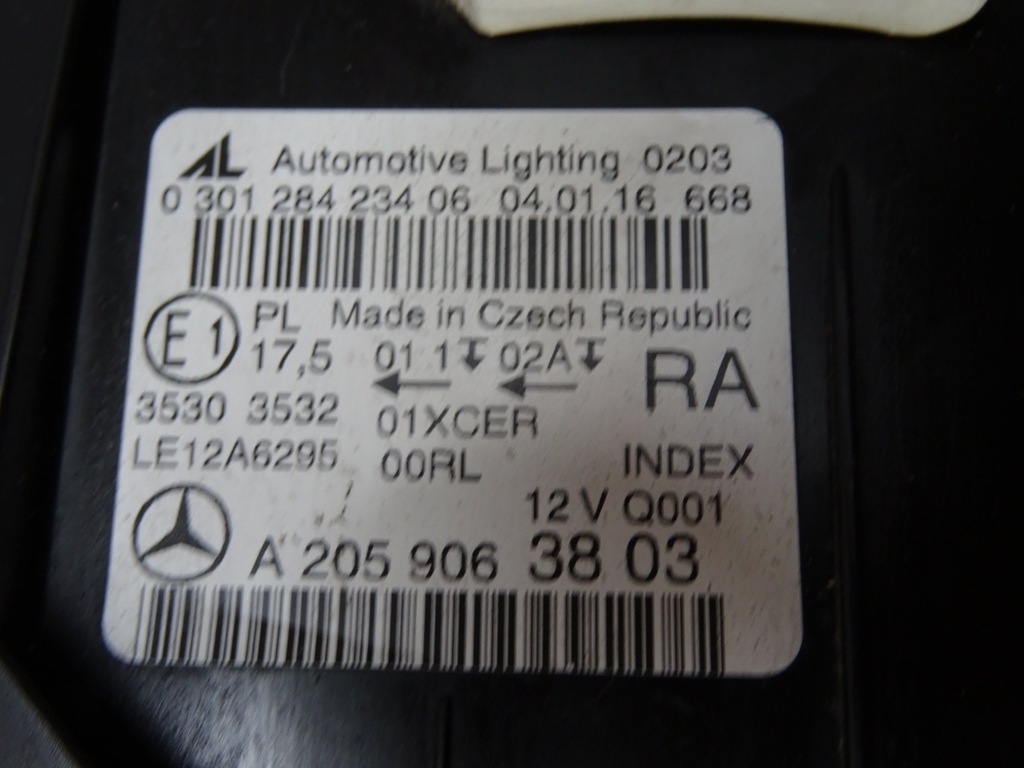 AL Automotive Lighting 0203
0 301 284 234 06 04.01.16 668
E1 PL Made in Czech Republic
17,5 01 1 02A RA
3530 3532 01XCER
LE12A6295 00RL INDEX
12 V Q001
A 205 906 38 03